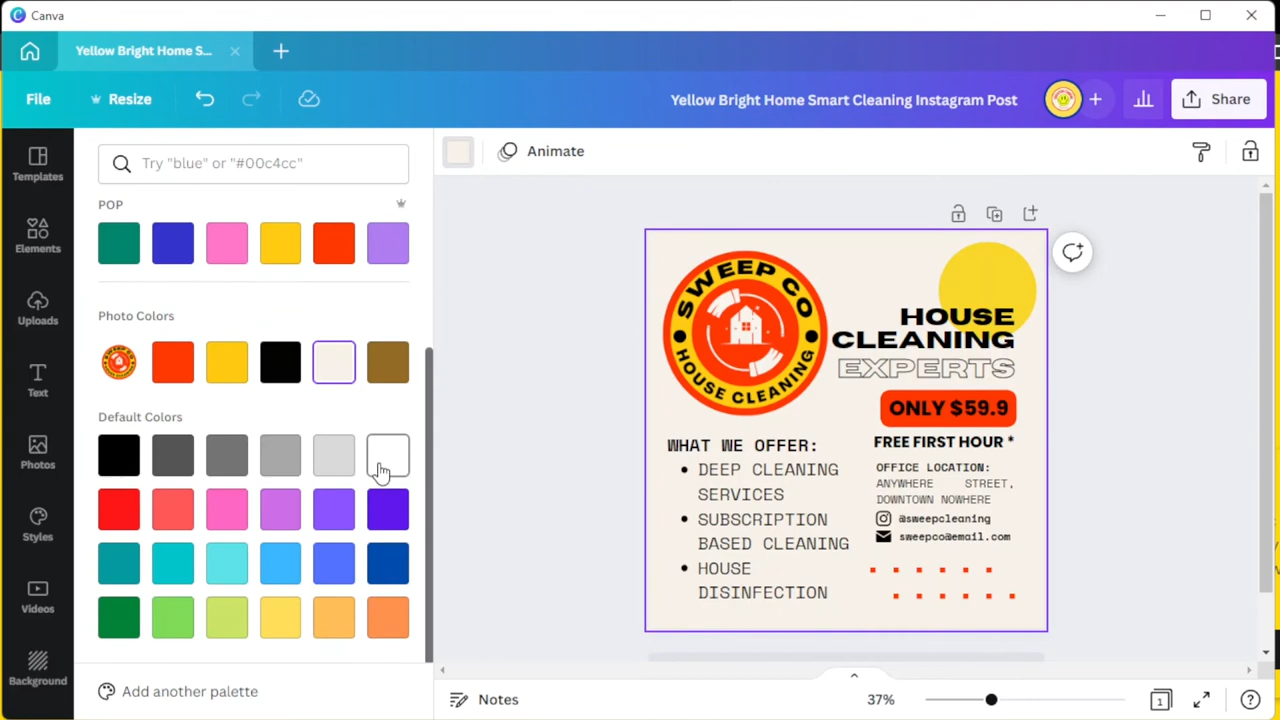 Canva
Yellow Bright Home S...
File
Resize
Yellow Bright Home Smart Cleaning Instagram Post
Share
Templates
Elements
Uploads
Text
Photos
Styles
Videos
Background
Try "blue" or "#00c4cc"
POP
Photo Colors
Default Colors
Add another palette
Animate
SWEEP CO
HOUSE CLEANING
HOUSE
CLEANING
EXPERTS
ONLY $59.9
FREE FIRST HOUR *
OFFICE LOCATION:
ANYWHERE STREET,
DOWNTOWN NOWHERE
@sweepcleaning
sweepco@email.com
WHAT WE OFFER:
• DEEP CLEANING
SERVICES
• SUBSCRIPTION
BASED CLEANING
• HOUSE
DISINFECTION
Notes
37%
1